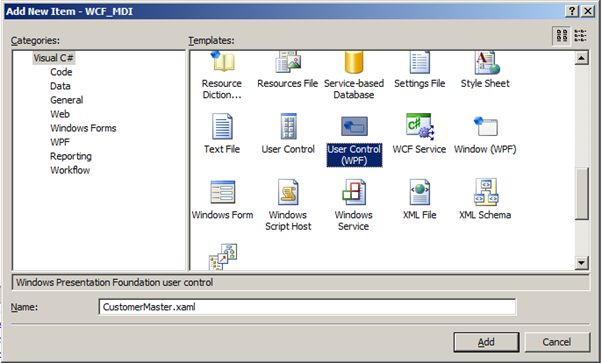 Add New Item - WCF_MDI
Categories:
Templates:
Visual C#
Code
Data
General
Web
Windows Forms
WPF
Reporting
Workflow
Resource Diction...
Resources File
Service-based Database
Settings File
Style Sheet
Text File
User Control
User Control (WPF)
WCF Service
Window (WPF)
Windows Form
Windows Script Host
Windows Service
XML File
XML Schema
Windows Presentation Foundation user control
Name:
CustomerMaster.xaml
Add
Cancel